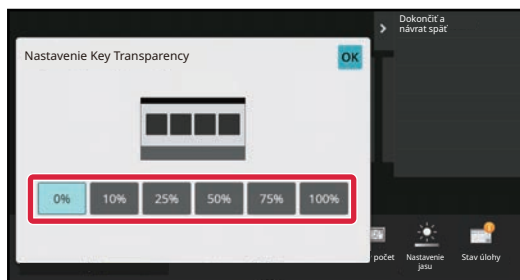 Dokončiť a
návrat späť
Nastavenie Key Transparency
OK
0%
10%
25%
50%
75%
100%
počet
Nastavenie
jasu
Stav úlohy